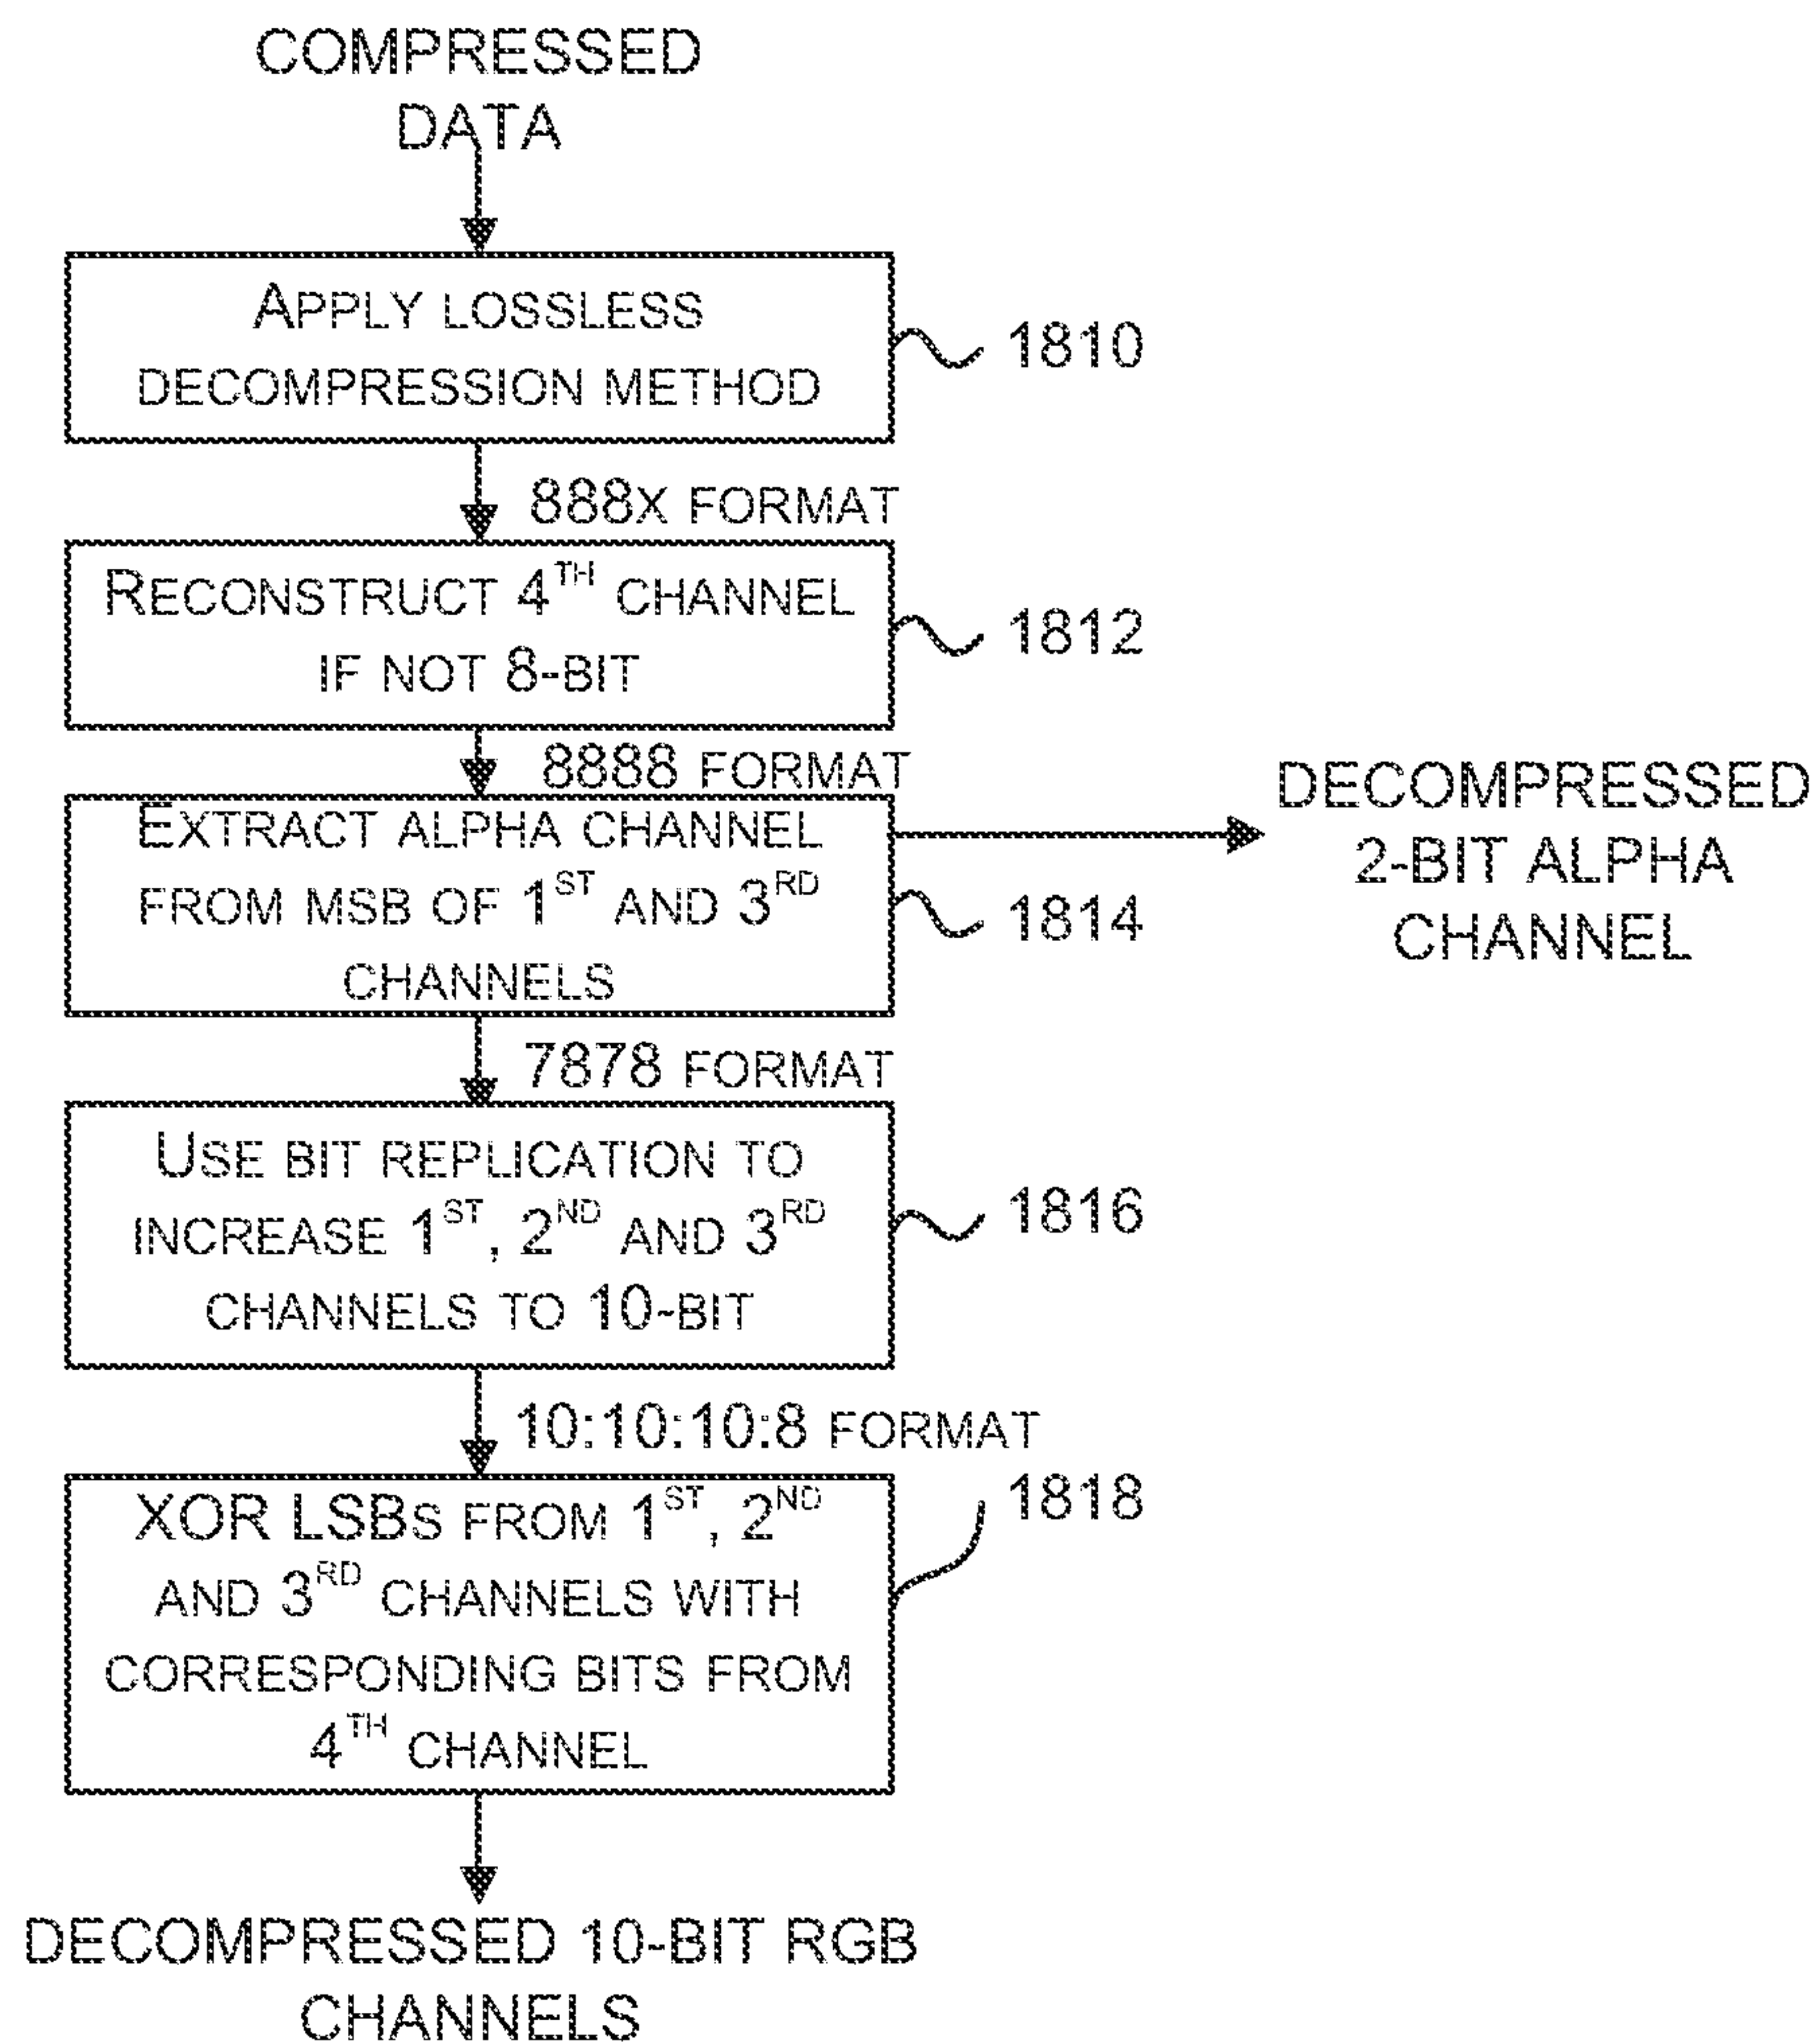 COMPRESSED
DATA
APPLY LOSSLESS
DECOMPRESSION METHOD
1810
888X FORMAT
RECONSTRUCT 4TH CHANNEL
IF NOT 8-BIT
1812
8888 FORMAT
EXTRACT ALPHA CHANNEL
FROM MSB OF 1ST AND 3RD
CHANNELS
1814
DECOMPRESSED
2-BIT ALPHA
CHANNEL
7878 FORMAT
USE BIT REPLICATION TO
INCREASE 1ST, 2ND AND 3RD
CHANNELS TO 10-BIT
1816
10:10:10:8 FORMAT
XOR LSBS FROM 1ST, 2ND
AND 3RD CHANNELS WITH
CORRESPONDING BITS FROM
4TH CHANNEL
1818
DECOMPRESSED 10-BIT RGB
CHANNELS